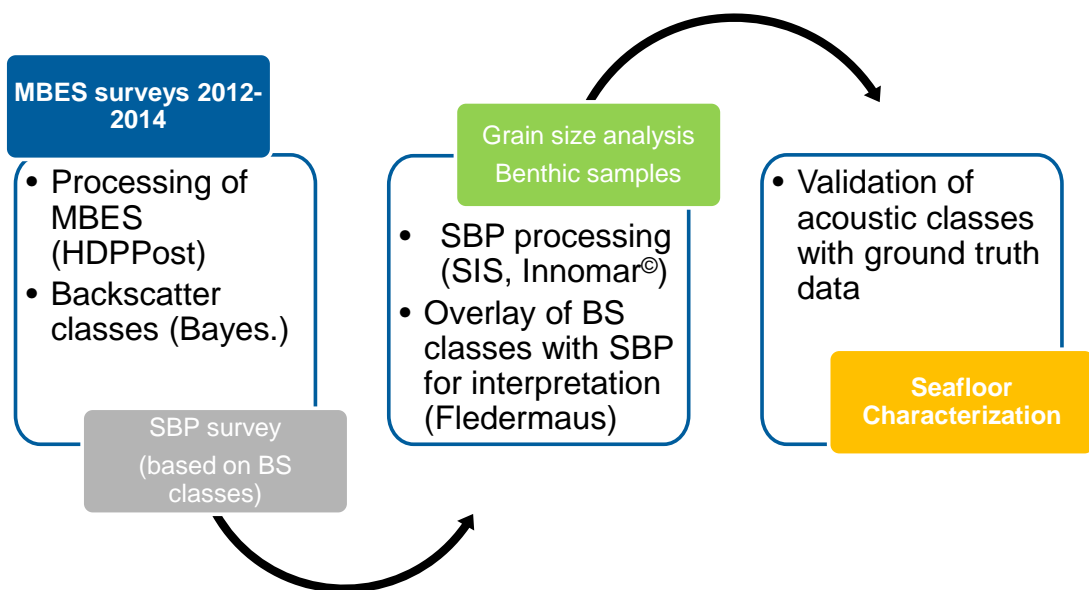 MBES surveys 2012-
2014
• Processing of
MBES
(HDPPost)
• Backscatter
classes (Bayes.)
SBP survey
(based on BS
classes)
Grain size analysis
Benthic samples
• SBP processing
(SIS, Innomar©)
• Overlay of BS
classes with SBP
for interpretation
(Fledermaus)
• Validation of
acoustic classes
with ground truth
data
Seafloor
Characterization